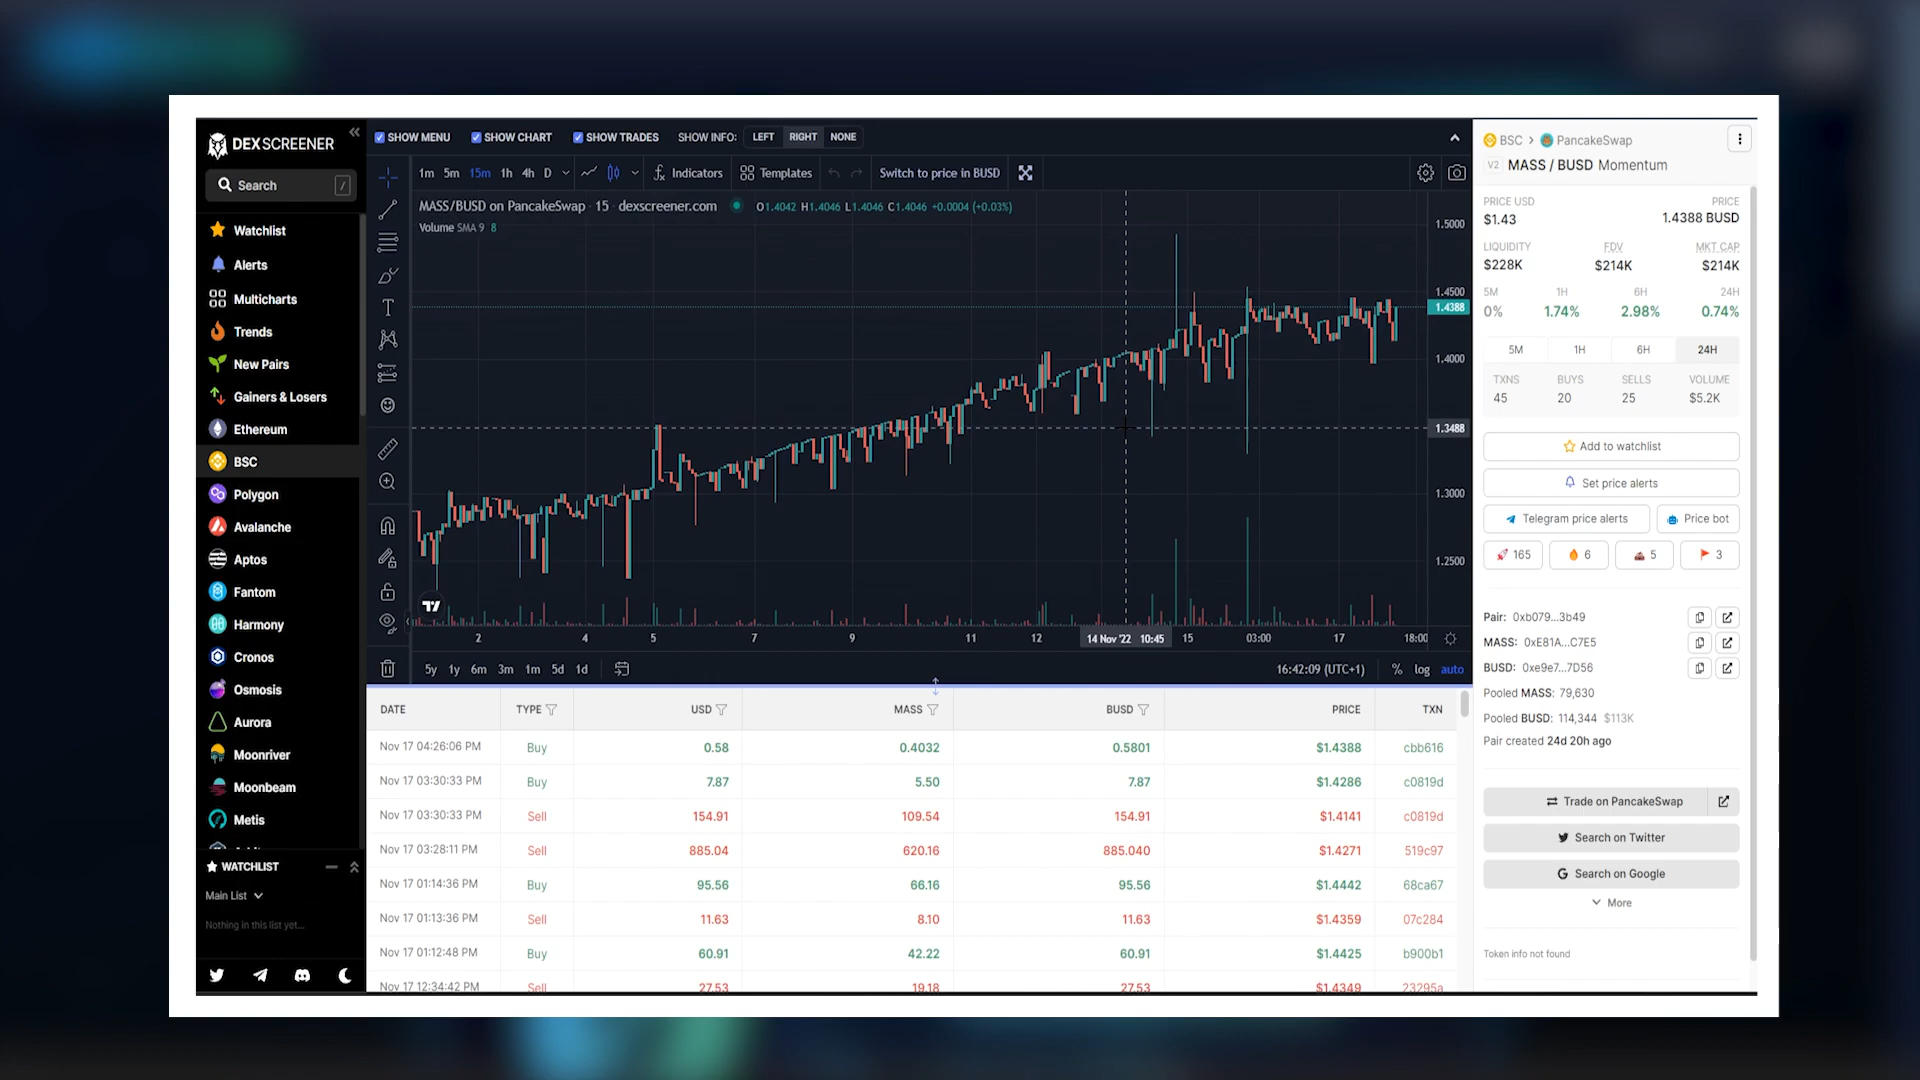 DEXSCREENER
Search /
Watchlist
Alerts
Multicharts
Trends
New Pairs
Gainers & Losers
Ethereum
BSC
Polygon
Avalanche
Aptos
Fantom
Harmony
Cronos
Osmosis
Aurora
Moonriver
Moonbeam
Metis
WATCHLIST
Main List
Nothing in this list yet...
SHOW MENU SHOW CHART SHOW TRADES SHOW INFO: LEFT RIGHT NONE
1m 5m 15m 1h 4h D Indicators Templates Switch to price in BUSD
MASS/BUSD on PancakeSwap · 15 · dexscreener.com O1.4042 H1.4046 L1.4046 C1.4046 +0.0004 (+0.03%)
Volume SMA 9 8
1.5000
1.4500
1.4388
1.4000
1.3488
1.3000
1.2500
2 4 5 7 9 11 12 14 Nov '22 10:45 15 03:00 17 18:00
5y 1y 6m 3m 1m 5d 1d 16:42:09 (UTC+1) % log auto
DATE TYPE USD MASS BUSD PRICE TXN
Nov 17 04:26:06 PM Buy 0.58 0.4032 0.5801 $1.4388 cbb616
Nov 17 03:30:33 PM Buy 7.87 5.50 7.87 $1.4286 c0819d
Nov 17 03:30:33 PM Sell 154.91 109.54 154.91 $1.4141 c0819d
Nov 17 03:28:11 PM Sell 885.04 620.16 885.040 $1.4271 519c97
Nov 17 01:14:36 PM Buy 95.56 66.16 95.56 $1.4442 68ca67
Nov 17 01:13:36 PM Sell 11.63 8.10 11.63 $1.4359 07c284
Nov 17 01:12:48 PM Buy 60.91 42.22 60.91 $1.4425 b900b1
Nov 17 12:34:42 PM Sell 27.53 19.18 27.53 $1.4349 23295a
BSC > PancakeSwap
V2 MASS / BUSD Momentum
PRICE USD PRICE
$1.43 1.4388 BUSD
LIQUIDITY FDV MKT CAP
$228K $214K $214K
5M 1H 6H 24H
0% 1.74% 2.98% 0.74%
5M 1H 6H 24H
TXNS BUYS SELLS VOLUME
45 20 25 $5.2K
Add to watchlist
Set price alerts
Telegram price alerts Price bot
165 6 5 3
Pair: 0xb079...3b49
MASS: 0xE81A...C7E5
BUSD: 0xe9e7...7D56
Pooled MASS: 79,630
Pooled BUSD: 114,344 $113K
Pair created 24d 20h ago
Trade on PancakeSwap
Search on Twitter
Search on Google
More
Token info not found